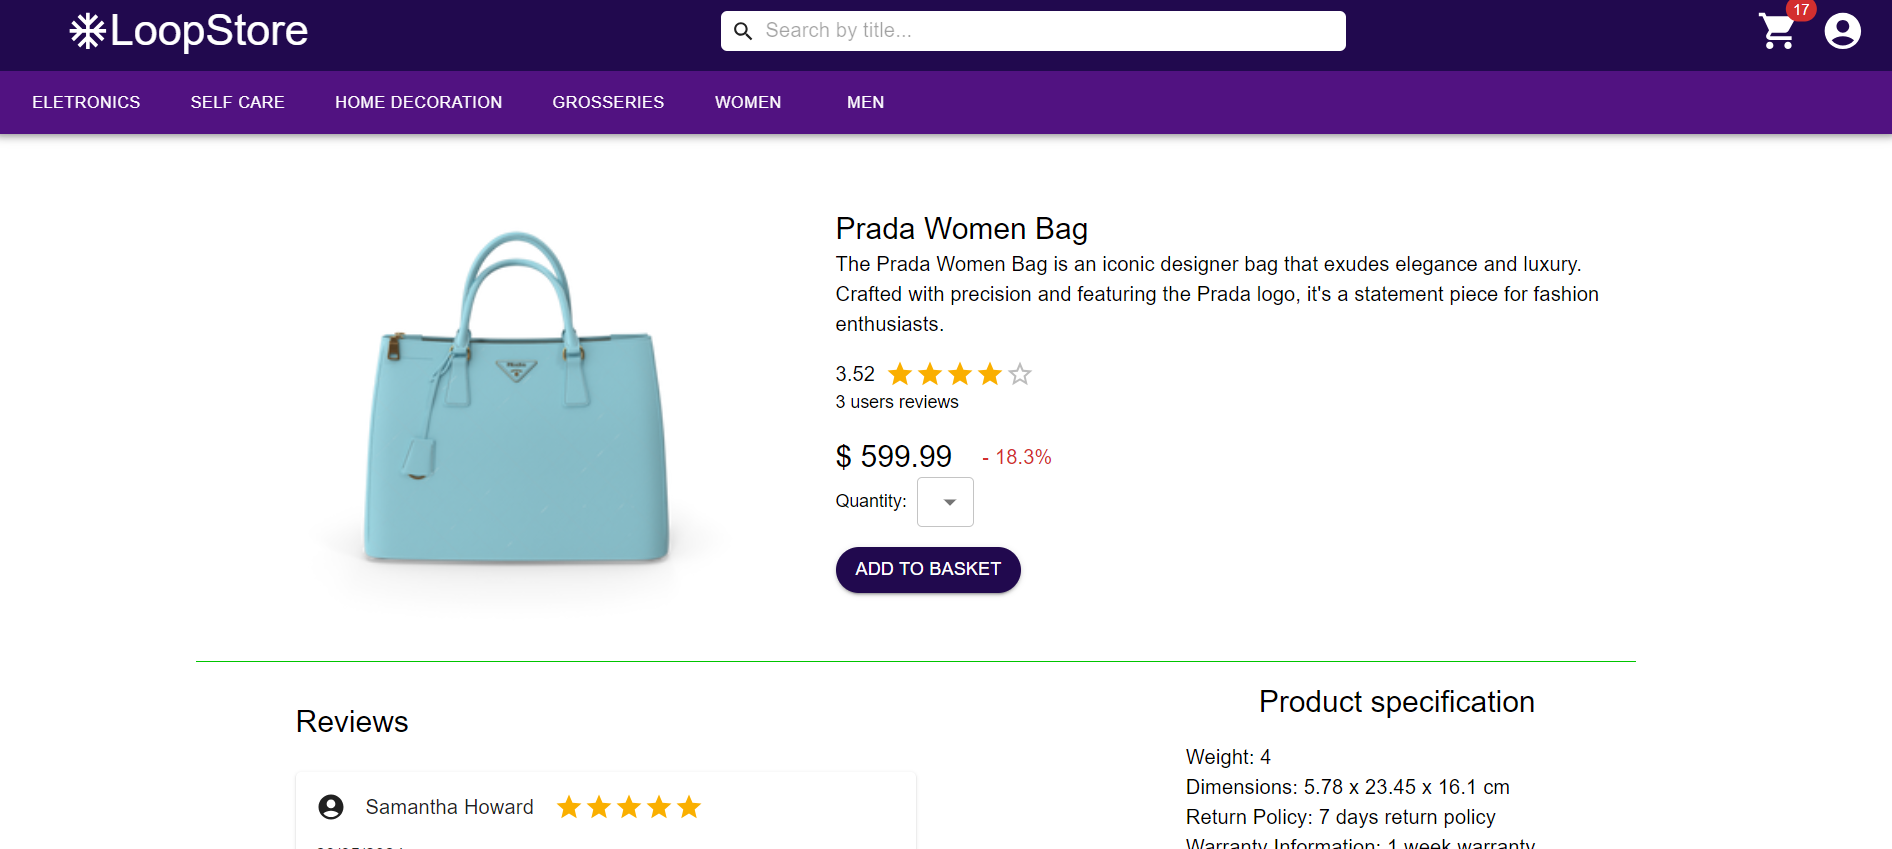 LoopStore
Search by title...
17
ELETRONICS
SELF CARE
HOME DECORATION
GROSSERIES
WOMEN
MEN
Prada Women Bag
The Prada Women Bag is an iconic designer bag that exudes elegance and luxury.
Crafted with precision and featuring the Prada logo, it's a statement piece for fashion
enthusiasts.
3.52
3 users reviews
$ 599.99 - 18.3%
Quantity:
ADD TO BASKET
Reviews
Samantha Howard
Product specification
Weight: 4
Dimensions: 5.78 x 23.45 x 16.1 cm
Return Policy: 7 days return policy
Warranty Information: 1 week warranty